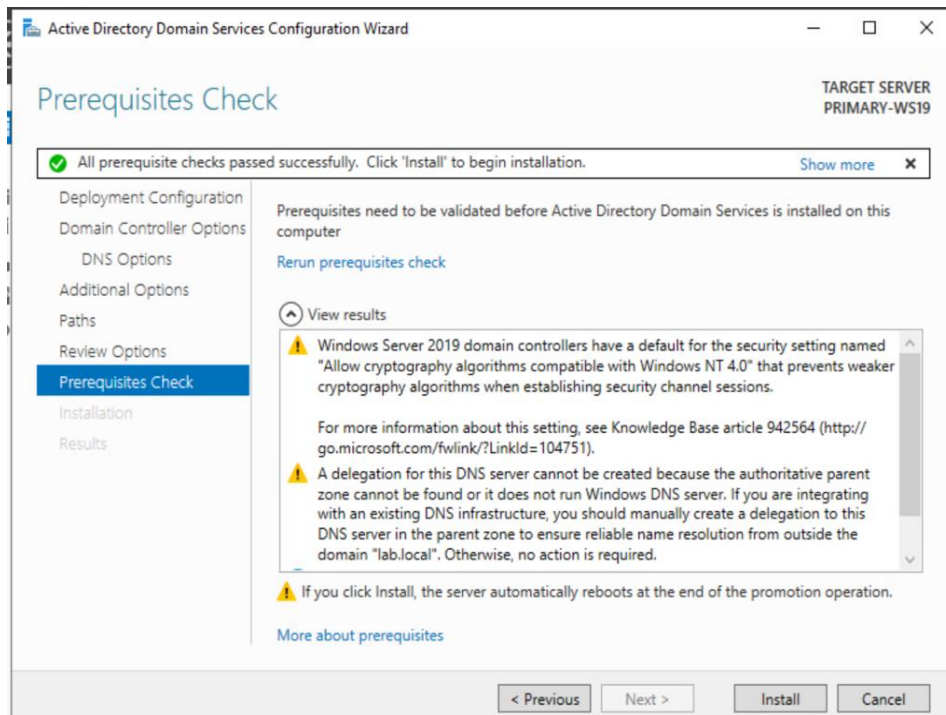 Active Directory Domain Services Configuration Wizard
Prerequisites Check
TARGET SERVER
PRIMARY-WS19
All prerequisite checks passed successfully. Click 'Install' to begin installation.
Show more
Deployment Configuration
Domain Controller Options
DNS Options
Additional Options
Paths
Review Options
Prerequisites Check
Installation
Results
Prerequisites need to be validated before Active Directory Domain Services is installed on this
computer
Rerun prerequisites check
View results
Windows Server 2019 domain controllers have a default for the security setting named
"Allow cryptography algorithms compatible with Windows NT 4.0" that prevents weaker
cryptography algorithms when establishing security channel sessions.
For more information about this setting, see Knowledge Base article 942564 (http://
go.microsoft.com/fwlink/?LinkId=104751).
A delegation for this DNS server cannot be created because the authoritative parent
zone cannot be found or it does not run Windows DNS server. If you are integrating
with an existing DNS infrastructure, you should manually create a delegation to this
DNS server in the parent zone to ensure reliable name resolution from outside the
domain "lab.local". Otherwise, no action is required.
If you click Install, the server automatically reboots at the end of the promotion operation.
More about prerequisites
< Previous
Next >
Install
Cancel